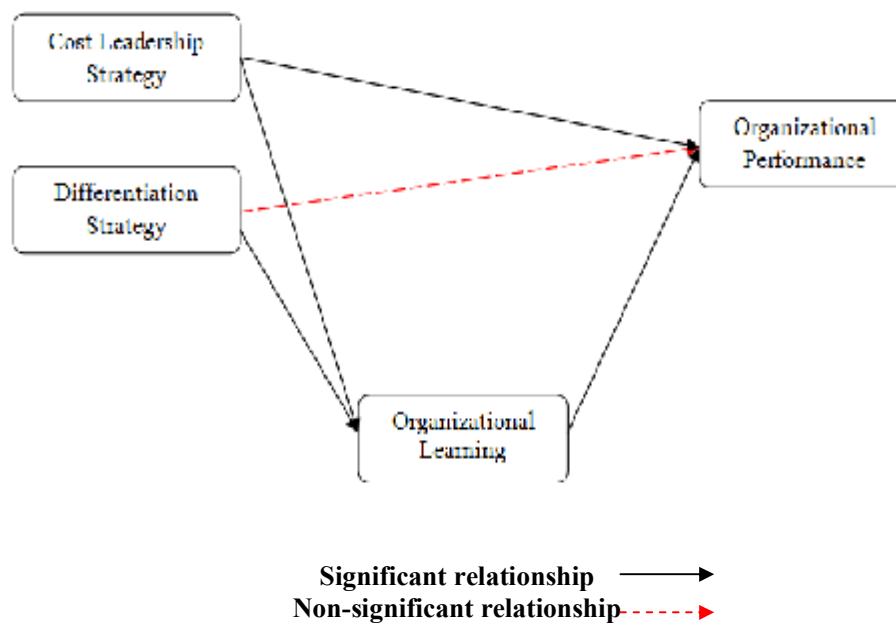 Cost Leadership
Strategy
Differentiation
Strategy
Organizational
Performance
Organizational
Learning
Significant relationship
Non-significant relationship